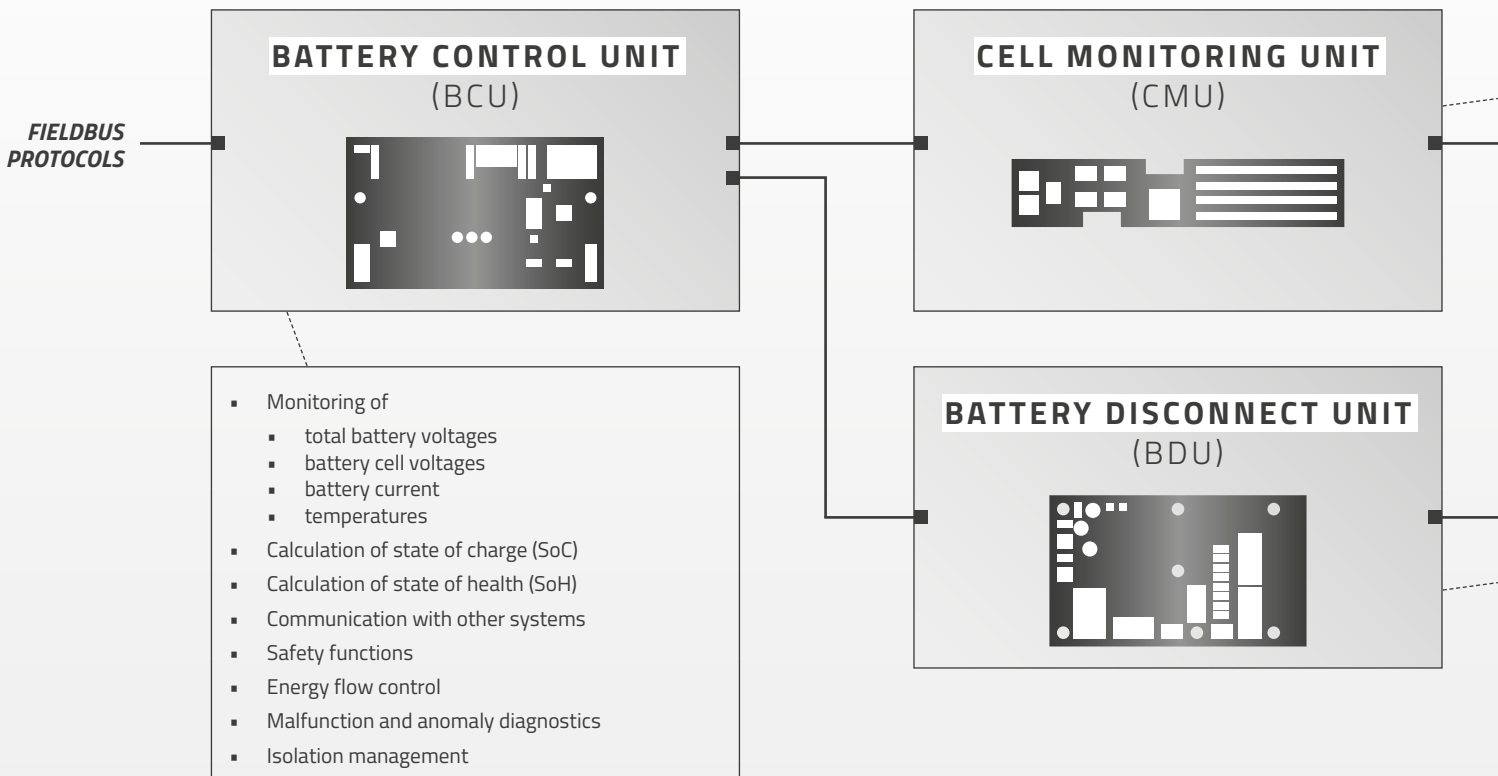 BATTERY CONTROL UNIT
(BCU)
CELL MONITORING UNIT
(CMU)
FIELDBUS
PROTOCOLS
▪ Monitoring of
▪ total battery voltages
▪ battery cell voltages
▪ battery current
▪ temperatures
▪ Calculation of state of charge (SoC)
▪ Calculation of state of health (SoH)
▪ Communication with other systems
▪ Safety functions
▪ Energy flow control
▪ Malfunction and anomaly diagnostics
▪ Isolation management
BATTERY DISCONNECT UNIT
(BDU)